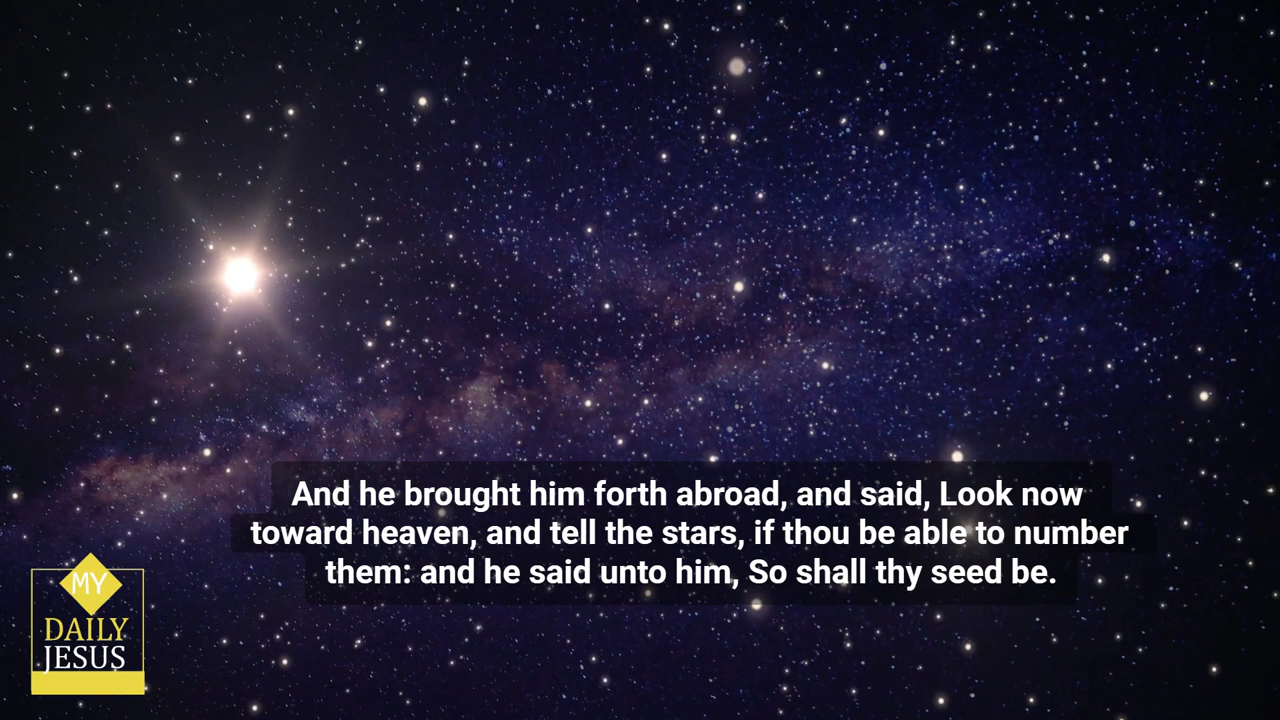 And he brought him forth abroad, and said, Look now
toward heaven, and tell the stars, if thou be able to number
them: and he said unto him, So shall thy seed be.
MY
DAILY
JESUS